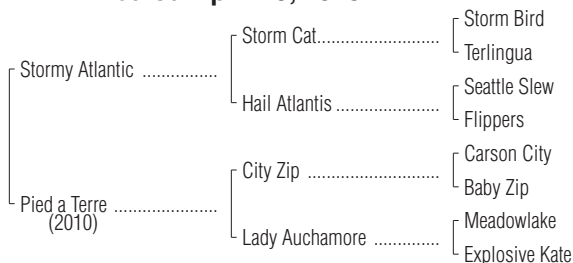 Storm Bird
Storm Cat
Terlingua
Stormy Atlantic
Seattle Slew
Hail Atlantis
Flippers
Carson City
City Zip
Baby Zip
Pied a Terre
(2010)
Meadowlake
Lady Auchamore
Explosive Kate